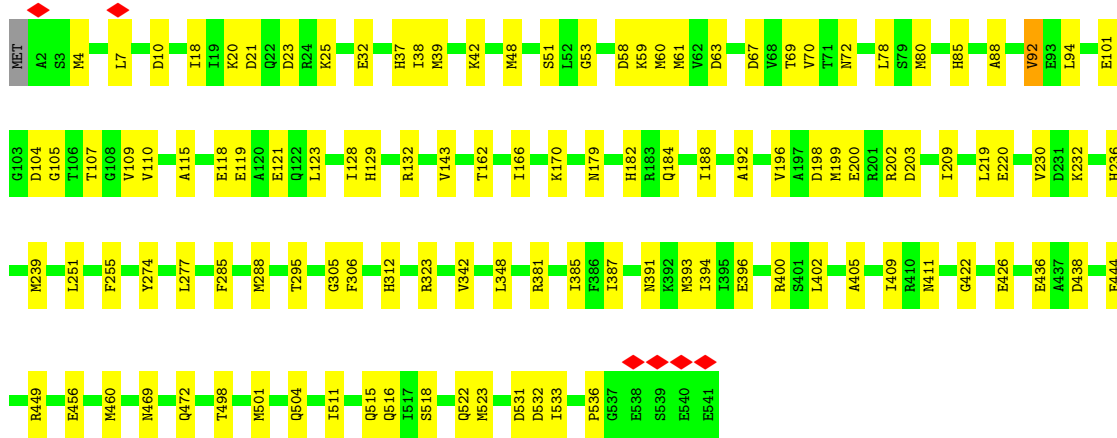 MET A2 S3 M4 L7 D10 I18 I19 K20 D21 Q22 D23 R24 K25 E32 H37 I38 M39 K42 M48 S51 L52 G53 D58 K59 M60 M61 V62 D63 D67 V68 T69 V70 T71 N72 L78 S79 M80 H85 A88 V92 E93 L94 E101
G103 D104 G105 T106 T107 G108 V109 V110 A115 E118 E119 A120 E121 Q122 L123 I128 H129 R132 V143 T162 I166 K170 N179 H182 R183 Q184 I188 A192 V196 A197 D198 M199 E200 R201 R202 D203 I209 L219 E220 V230 D231 K232 H236
M239 L251 F255 Y274 L277 F285 M288 T295 G305 F306 H312 R323 V342 L348 R381 I385 F386 I387 N391 K392 M393 I394 I395 E396 R400 S401 L402 A405 I409 R410 N411 G422 E426 E436 A437 D438 E444
R449 E456 M460 N469 Q472 T498 M501 Q504 I511 Q515 Q516 I517 S518 Q522 M523 D531 D532 I533 P536 G537 E538 S539 E540 E541